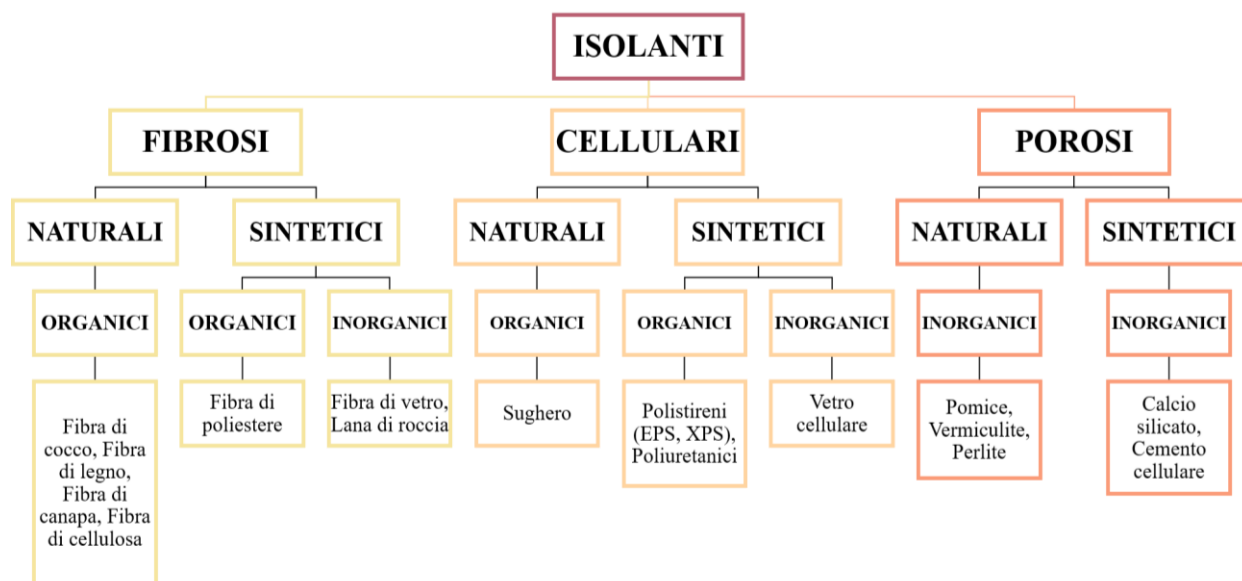 ISOLANTI
FIBROSI
CELLULARI
POROSI
NATURALI
SINTETICI
NATURALI
SINTETICI
NATURALI
SINTETICI
ORGANICI
ORGANICI
INORGANICI
ORGANICI
ORGANICI
INORGANICI
INORGANICI
INORGANICI
Fibra di
cocco, Fibra
di legno,
Fibra di
canapa, Fibra
di cellulosa
Fibra di
poliestere
Fibra di vetro,
Lana di roccia
Sughero
Polistireni
(EPS, XPS),
Poliuretanici
Vetro
cellulare
Pomice,
Vermiculite,
Perlite
Calcio
silicato,
Cemento
cellulare